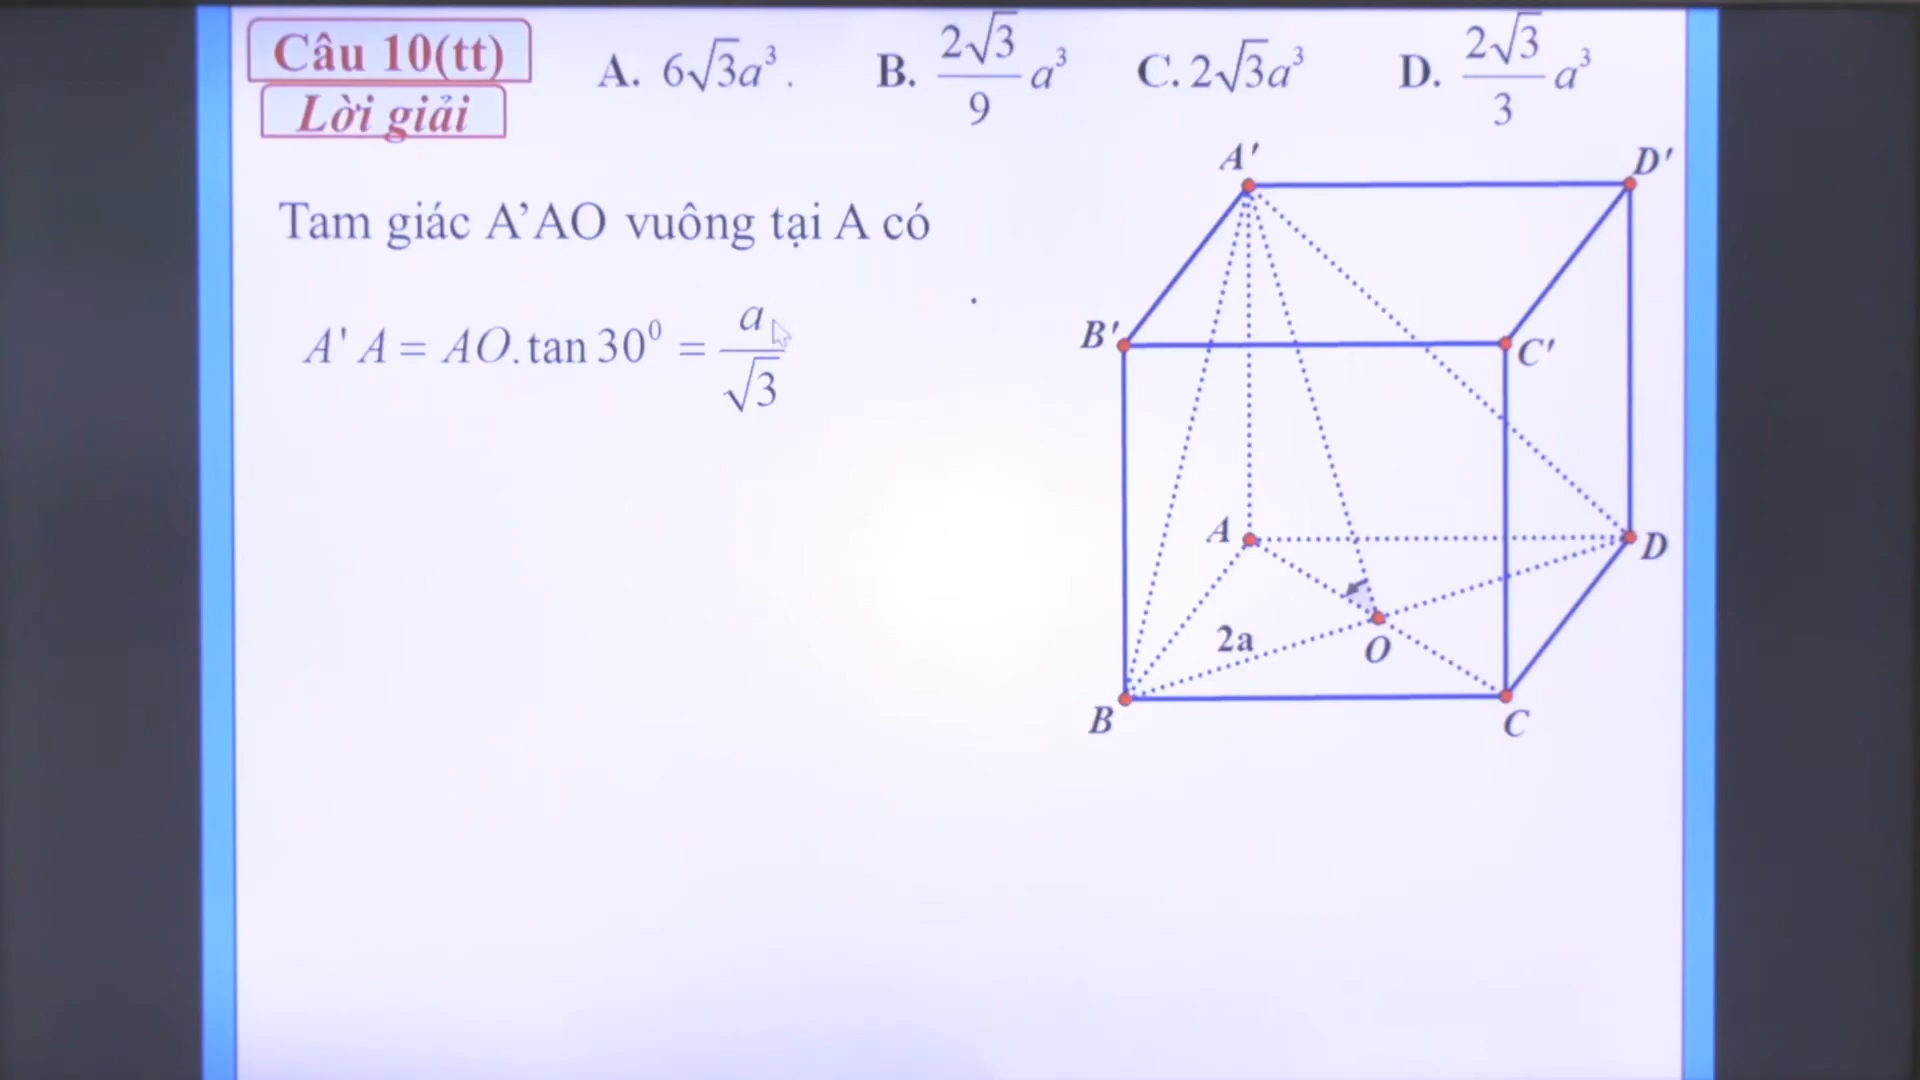 Câu 10(tt)
A. 6√3a³ . B. 2√3/9 a³ C. 2√3a³ D. 2√3/3 a³
Lời giải
Tam giác A’AO vuông tại A có
A'A = AO.tan 30⁰ = a/√3
A'
D'
B'
C'
A
D
2a
O
B
C